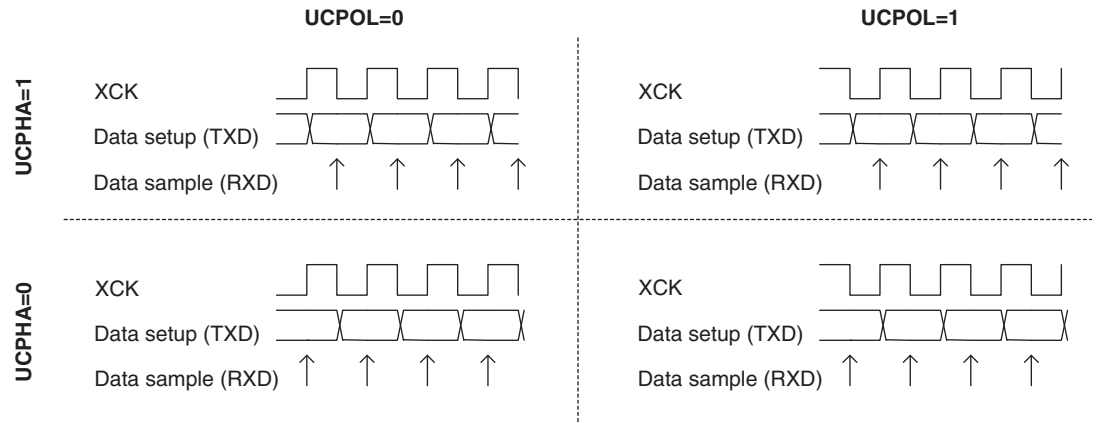 UCPOL=0
UCPOL=1
UCPHA=1
XCK
Data setup (TXD)
Data sample (RXD)
XCK
Data setup (TXD)
Data sample (RXD)
UCPHA=0
XCK
Data setup (TXD)
Data sample (RXD)
XCK
Data setup (TXD)
Data sample (RXD)